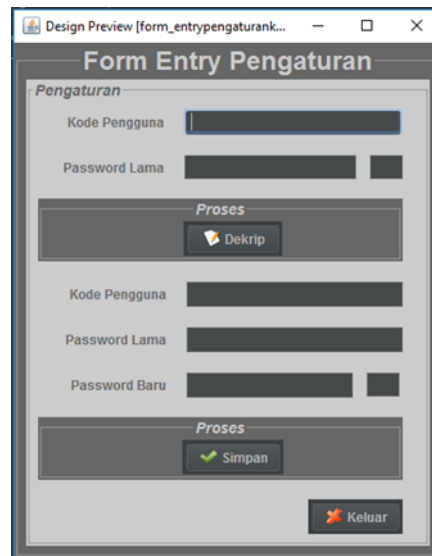 Design Preview [form_entrypengaturank...
Form Entry Pengaturan
Pengaturan
Kode Pengguna
Password Lama
Proses
Dekrip
Kode Pengguna
Password Lama
Password Baru
Proses
Simpan
Keluar